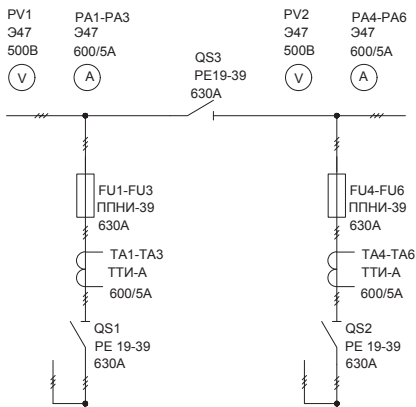 PV1
Э47
500В
V
PA1-PA3
Э47
600/5А
A
QS3
РЕ19-39
630А
PV2
Э47
500В
V
PA4-PA6
Э47
600/5А
A
FU1-FU3
ППНИ-39
630А
TA1-TA3
ТТИ-А
600/5А
QS1
РЕ 19-39
630А
FU4-FU6
ППНИ-39
630А
TA4-TA6
ТТИ-А
600/5А
QS2
РЕ 19-39
630А